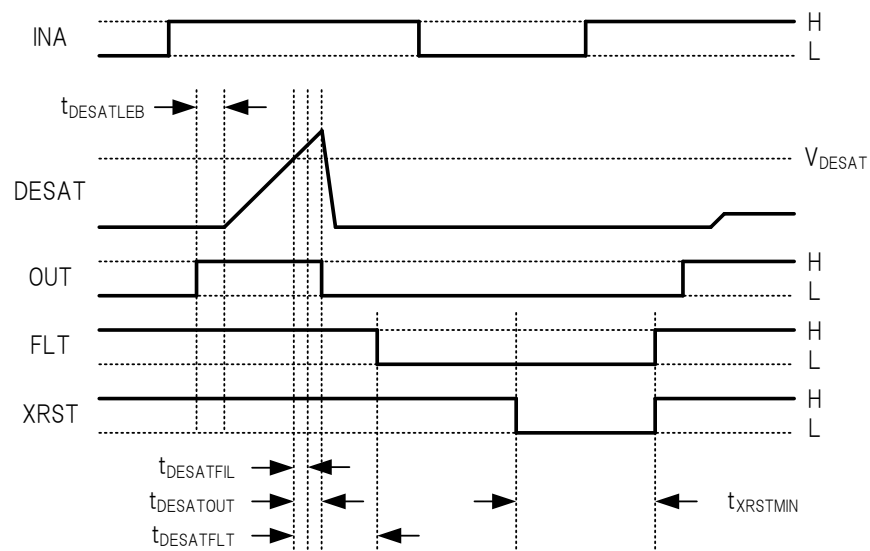 INA
H
L
tDESATLEB
VDESAT
DESAT
OUT
H
L
FLT
H
L
XRST
H
L
tDESATFIL
tDESATOUT
tXRSTMIN
tDESATFLT